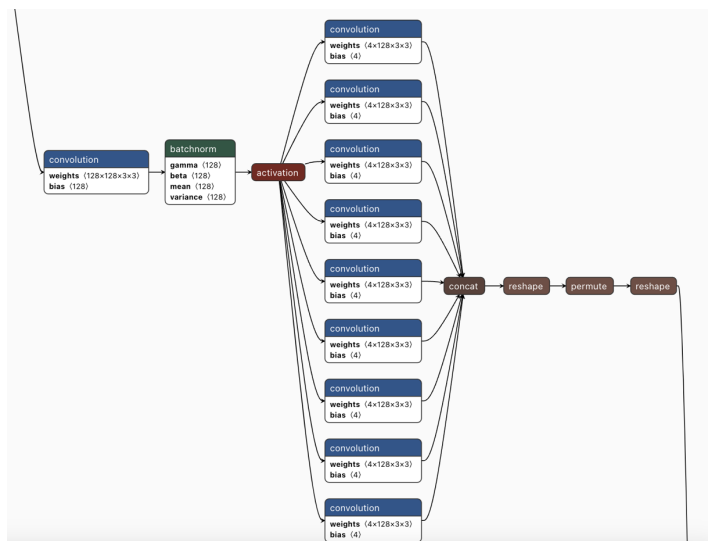 convolution
weights ⟨128×128×3×3⟩
bias ⟨128⟩
batchnorm
gamma ⟨128⟩
beta ⟨128⟩
mean ⟨128⟩
variance ⟨128⟩
activation
convolution
weights ⟨4×128×3×3⟩
bias ⟨4⟩
convolution
weights ⟨4×128×3×3⟩
bias ⟨4⟩
convolution
weights ⟨4×128×3×3⟩
bias ⟨4⟩
convolution
weights ⟨4×128×3×3⟩
bias ⟨4⟩
convolution
weights ⟨4×128×3×3⟩
bias ⟨4⟩
convolution
weights ⟨4×128×3×3⟩
bias ⟨4⟩
convolution
weights ⟨4×128×3×3⟩
bias ⟨4⟩
convolution
weights ⟨4×128×3×3⟩
bias ⟨4⟩
convolution
weights ⟨4×128×3×3⟩
bias ⟨4⟩
concat
reshape
permute
reshape